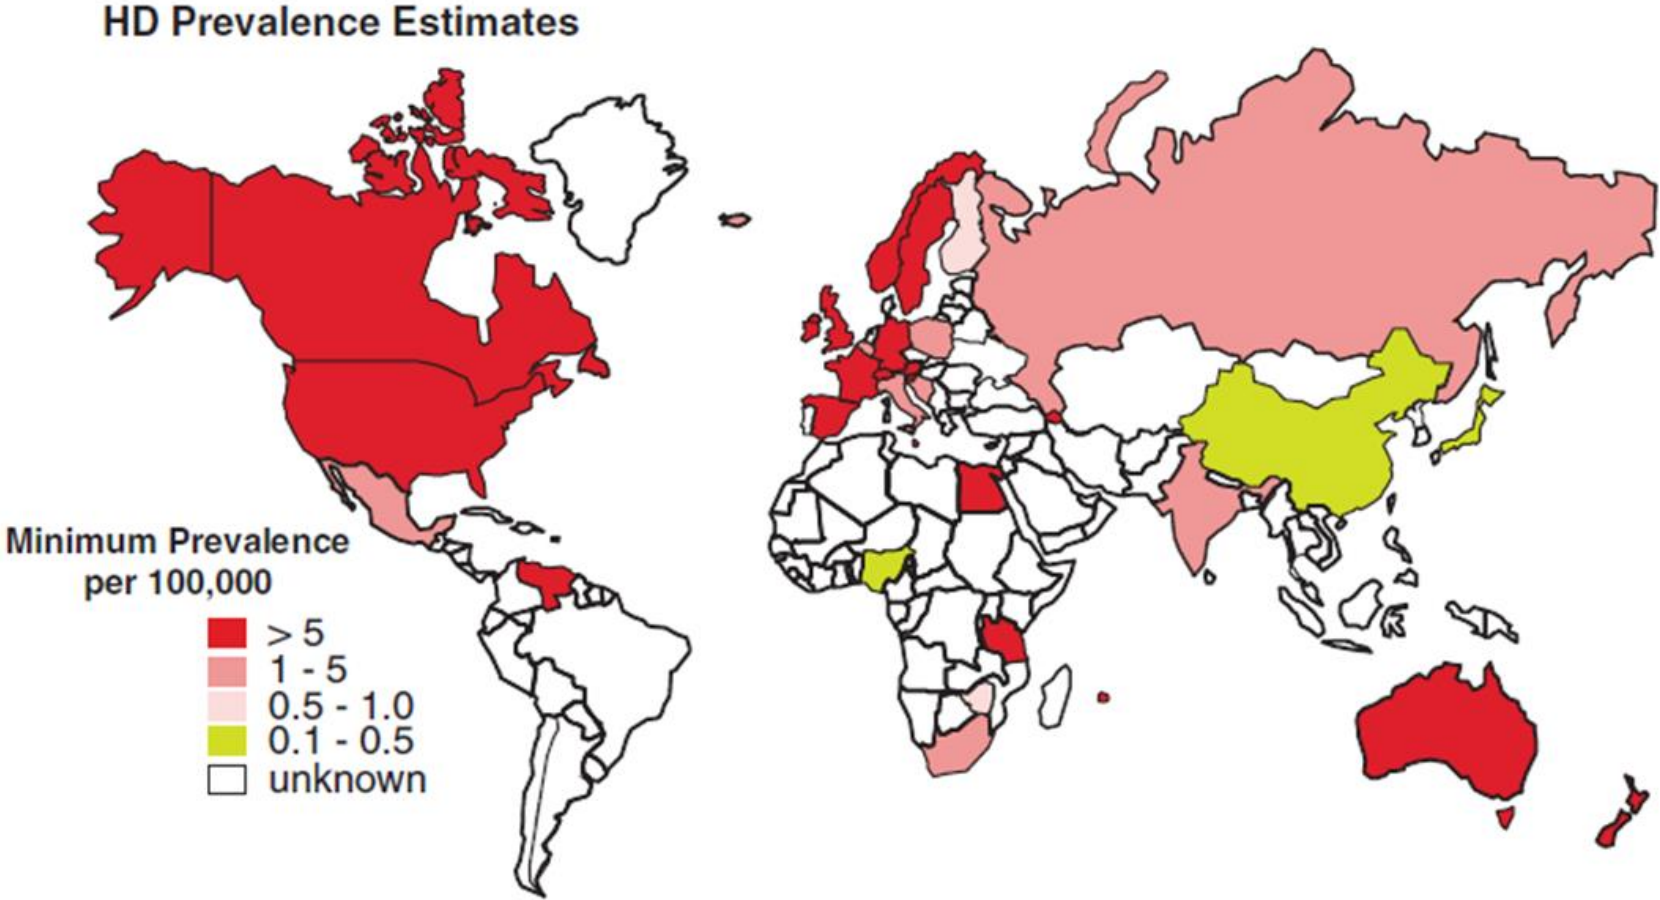 HD Prevalence Estimates
Minimum Prevalence
per 100,000
> 5
1 - 5
0.5 - 1.0
0.1 - 0.5
unknown